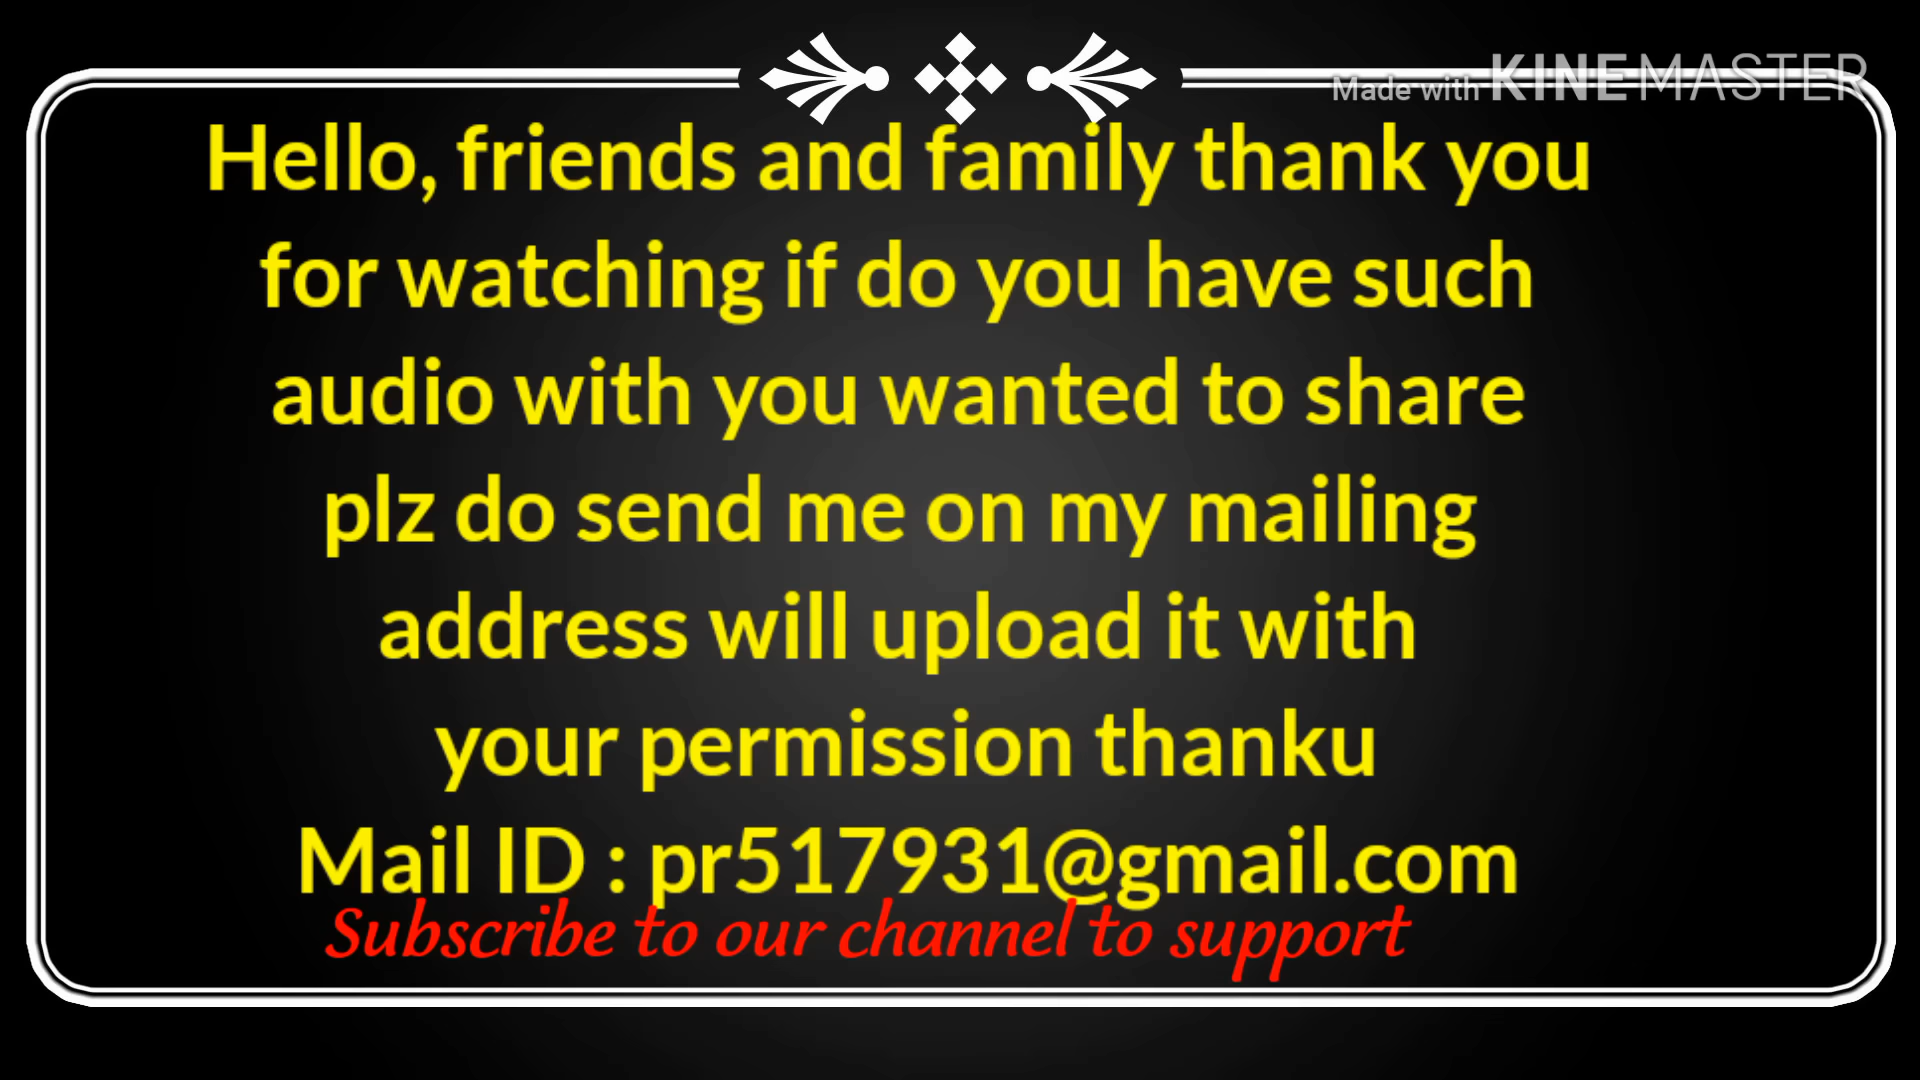 Made with KINEMASTER
Hello, friends and family thank you
for watching if do you have such
audio with you wanted to share
plz do send me on my mailing
address will upload it with
your permission thanku
Mail ID : pr517931@gmail.com
Subscribe to our channel to support